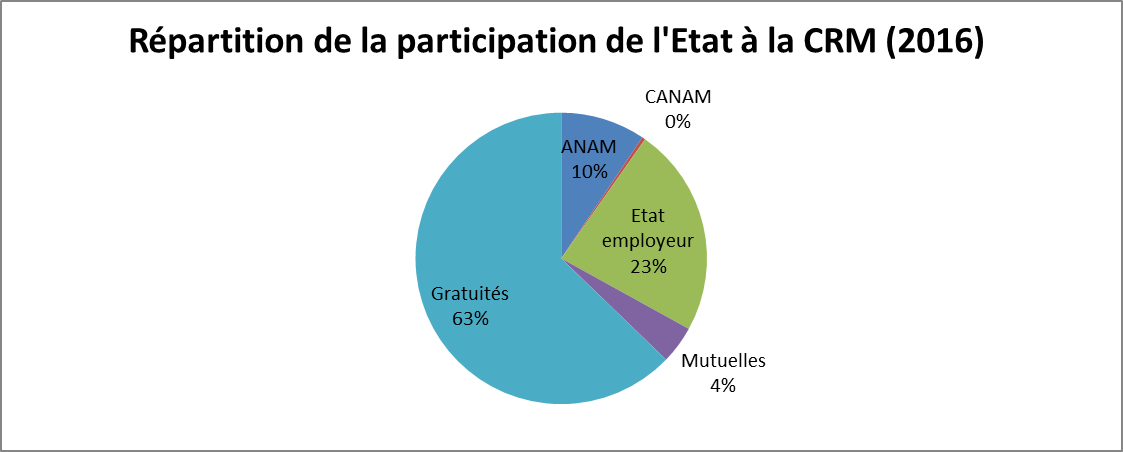 Répartition de la participation de l'Etat à la CRM (2016)
CANAM
0%
ANAM
10%
Etat
employeur
23%
Gratuités
63%
Mutuelles
4%